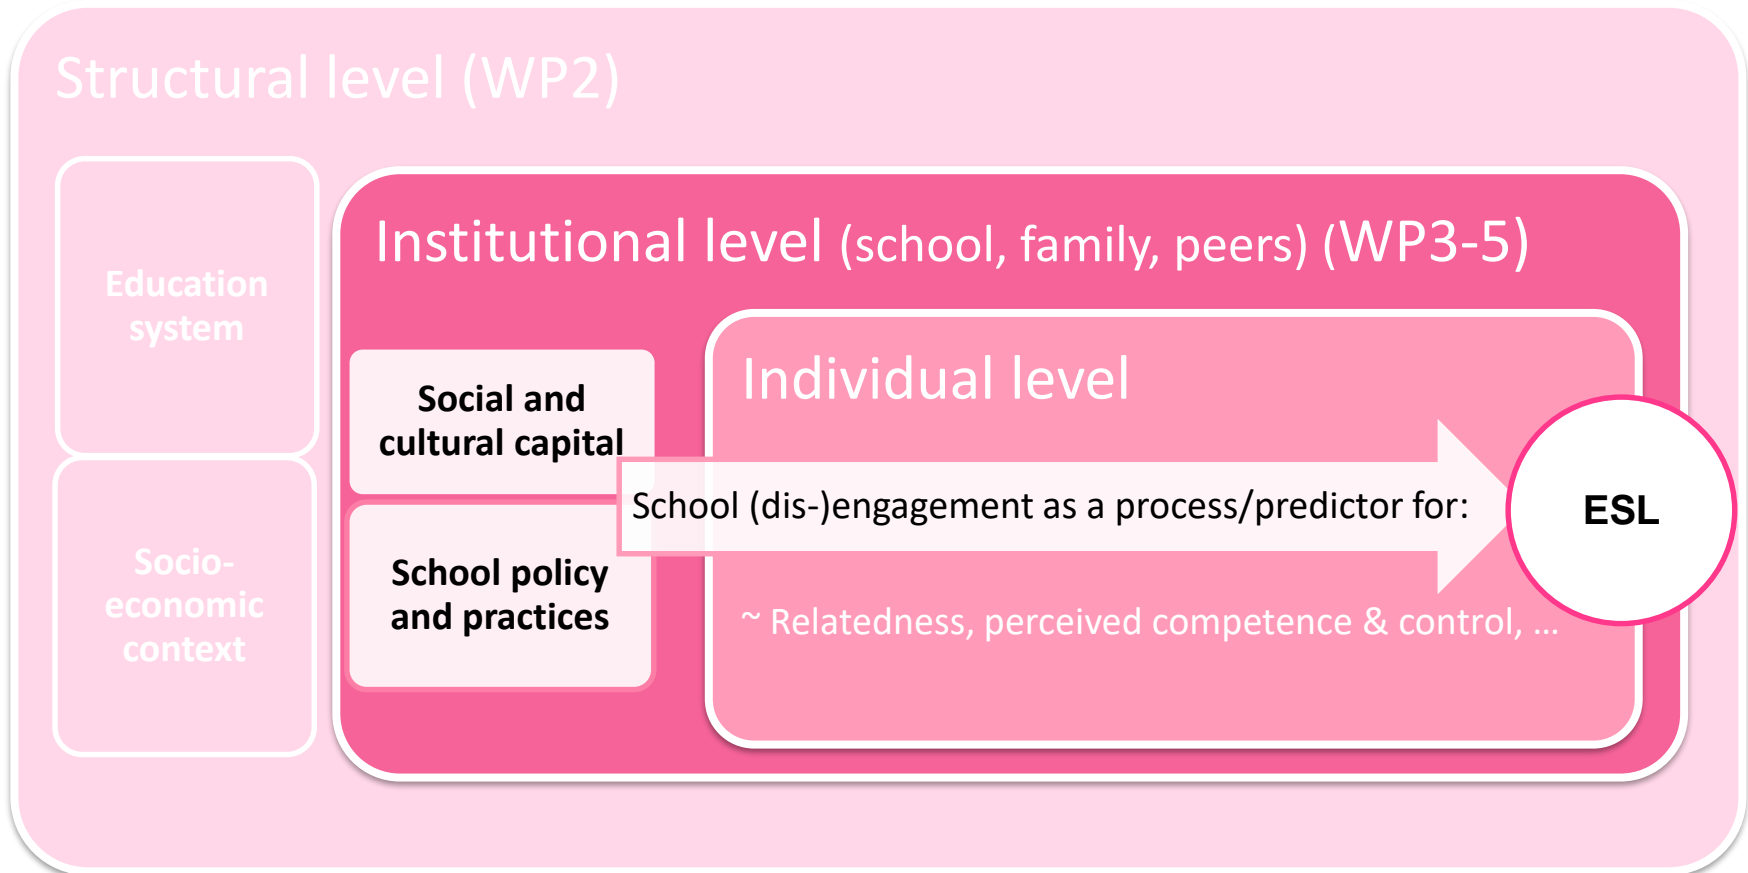 Structural level (WP2)
Education
system
Socio-
economic
context
Institutional level (school, family, peers) (WP3-5)
Social and
cultural capital
School policy
and practices
Individual level
School (dis-)engagement as a process/predictor for:
~ Relatedness, perceived competence & control, ...
ESL